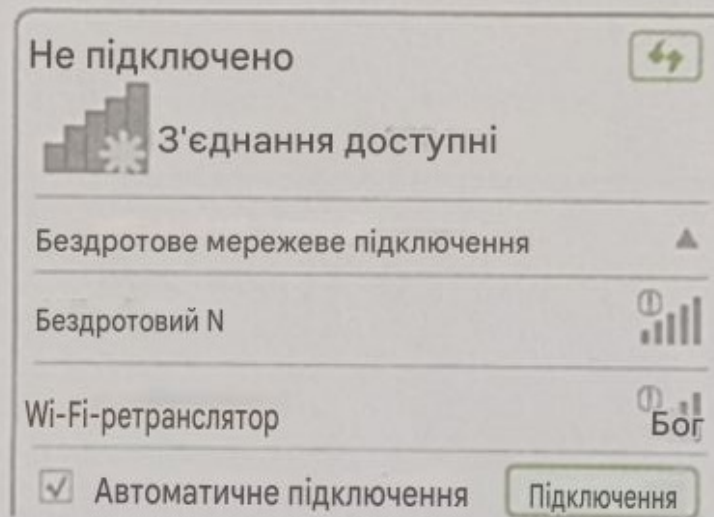 Не підключено
З'єднання доступні
Бездротове мережеве підключення
Бездротовий N
Wi-Fi-ретранслятор
Бог
Автоматичне підключення
Підключення